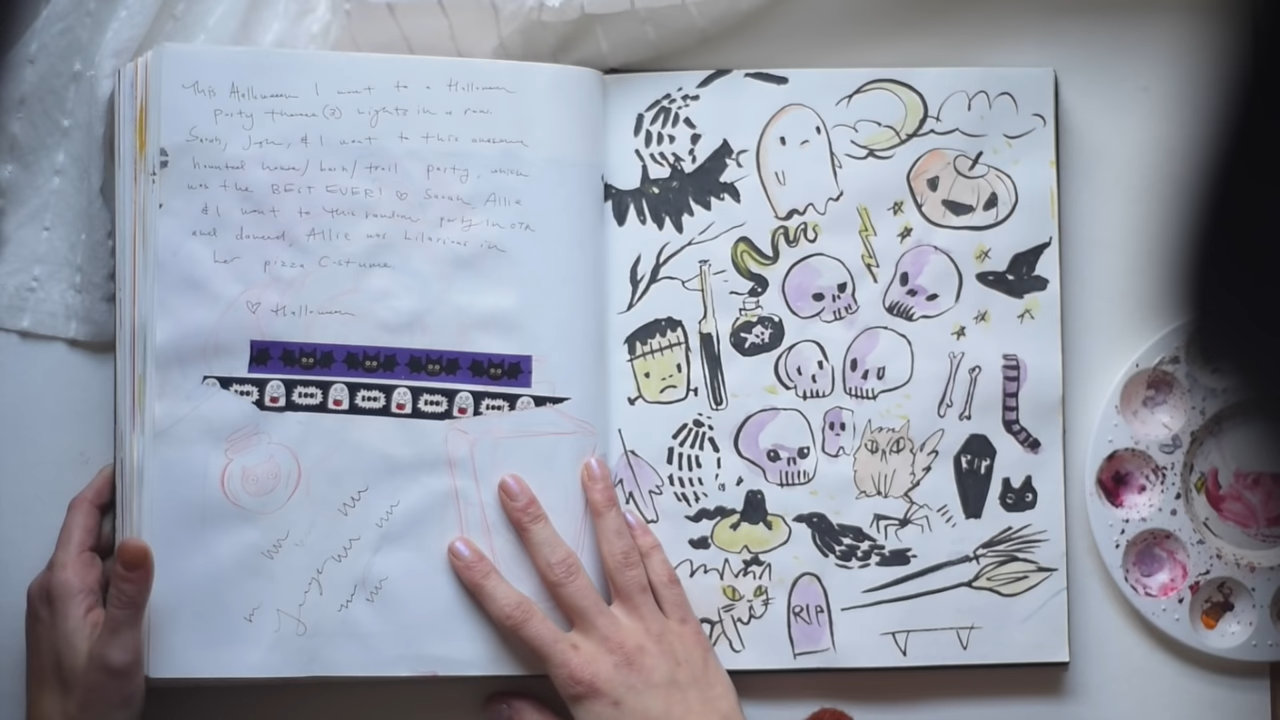 This Halloween I went to a Halloween
party theme(2) nights in a row.
Sarah, Josh, & I went to this awesome
haunted house/ barn/ trail party, which
was the BEST EVER! ♡ Sarah, Allie
& I went to this random party in OTR
and danced, Allie was hilarious in
her pizza costume.
♡ Halloween
RIP
RIP